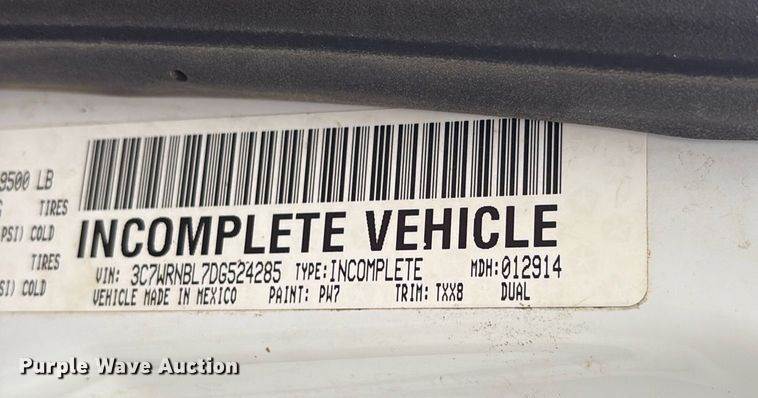 9500 LB
TIRES
PSI) COLD
TIRES
SI) COLD
INCOMPLETE VEHICLE
VIN: 3C7WRNBL7DG524285 TYPE:INCOMPLETE MDH:012914
VEHICLE MADE IN MEXICO PAINT: PW7 TRIM: TXX8 DUAL
Purple Wave Auction